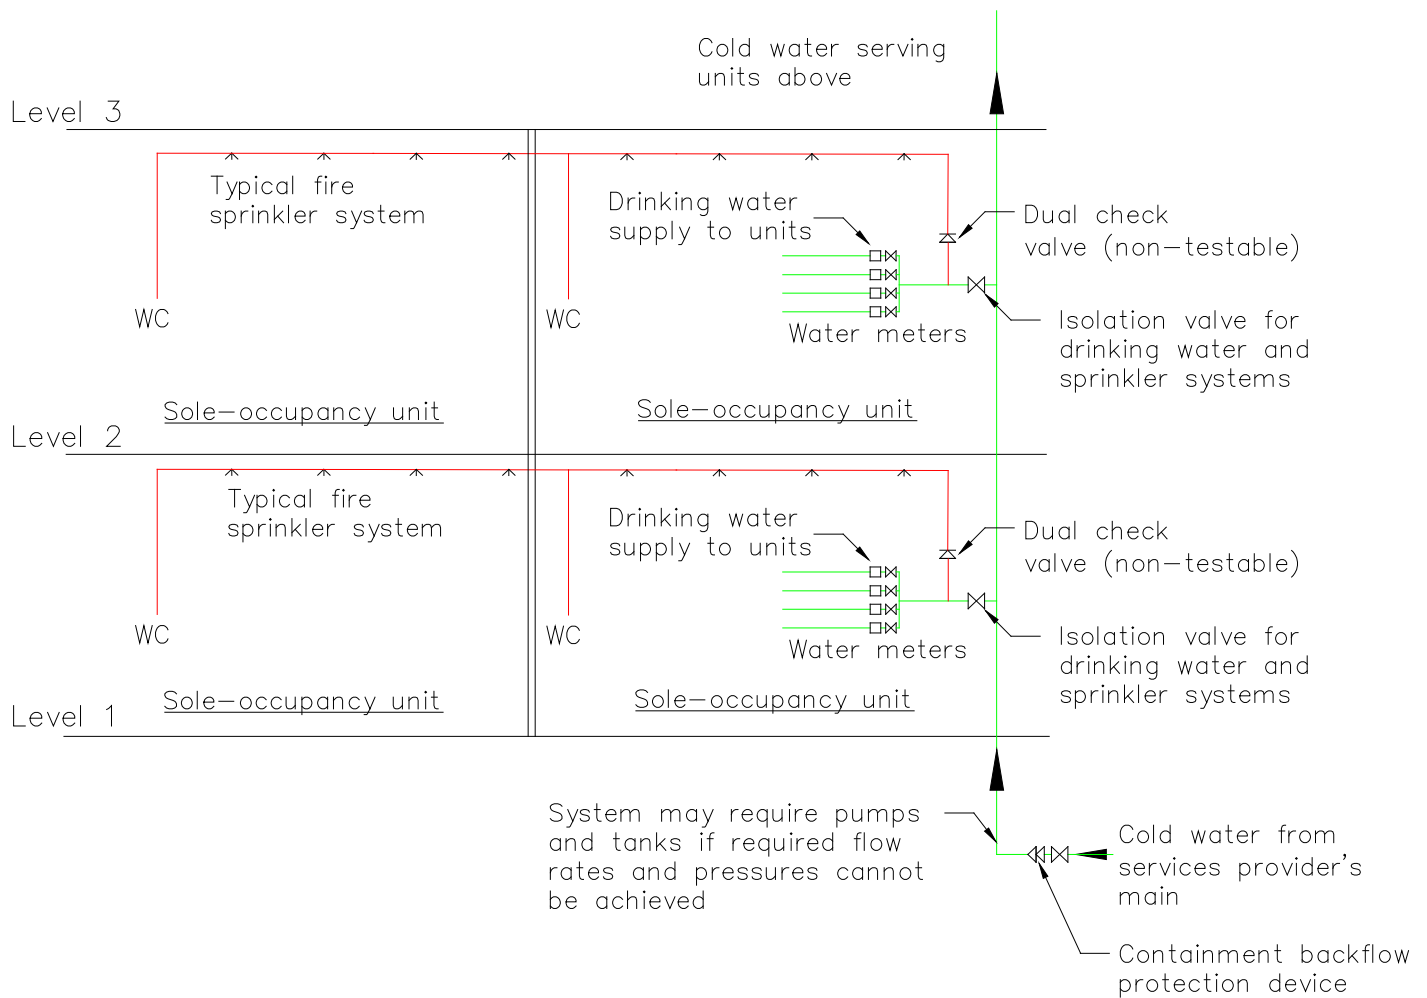 Cold water serving
units above
Level 3
Typical fire
sprinkler system
Drinking water
supply to units
Dual check
valve (non-testable)
WC
WC
Water meters
Isolation valve for
drinking water and
sprinkler systems
Sole-occupancy unit
Sole-occupancy unit
Level 2
Typical fire
sprinkler system
Drinking water
supply to units
Dual check
valve (non-testable)
WC
WC
Water meters
Isolation valve for
drinking water and
sprinkler systems
Sole-occupancy unit
Sole-occupancy unit
Level 1
System may require pumps
and tanks if required flow
rates and pressures cannot
be achieved
Cold water from
services provider's
main
Containment backflow
protection device